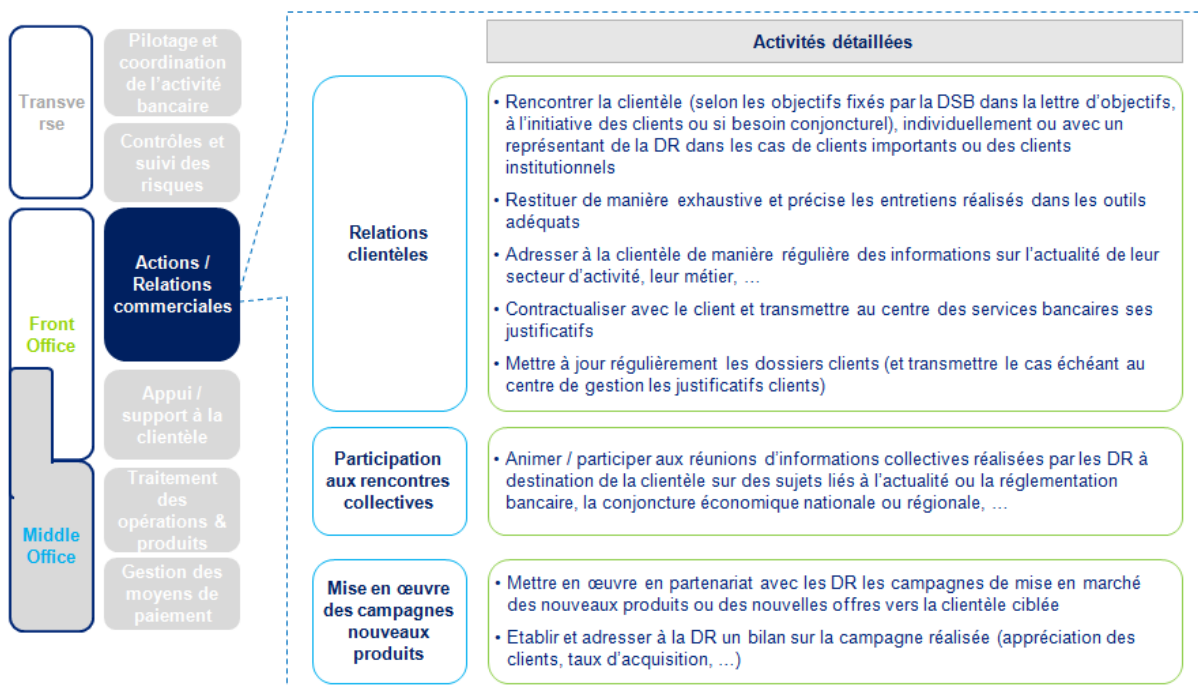 Transve
rse
Front
Office
Middle
Office
Pilotage et
coordination
de l’activité
bancaire
Contrôles et
suivi des
risques
Actions /
Relations
commerciales
Appui /
support à la
clientèle
Traitement
des
opérations &
produits
Gestion des
moyens de
paiement
Activités détaillées
Relations
clientèles
• Rencontrer la clientèle (selon les objectifs fixés par la DSB dans la lettre d’objectifs,
à l’initiative des clients ou si besoin conjoncturel), individuellement ou avec un
représentant de la DR dans les cas de clients importants ou des clients
institutionnels
• Restituer de manière exhaustive et précise les entretiens réalisés dans les outils
adéquats
• Adresser à la clientèle de manière régulière des informations sur l’actualité de leur
secteur d’activité, leur métier, …
• Contractualiser avec le client et transmettre au centre des services bancaires ses
justificatifs
• Mettre à jour régulièrement les dossiers clients (et transmettre le cas échéant au
centre de gestion les justificatifs clients)
Participation
aux rencontres
collectives
• Animer / participer aux réunions d’informations collectives réalisées par les DR à
destination de la clientèle sur des sujets liés à l’actualité ou la réglementation
bancaire, la conjoncture économique nationale ou régionale, …
Mise en œuvre
des campagnes
nouveaux
produits
• Mettre en œuvre en partenariat avec les DR les campagnes de mise en marché
des nouveaux produits ou des nouvelles offres vers la clientèle ciblée
• Etablir et adresser à la DR un bilan sur la campagne réalisée (appréciation des
clients, taux d’acquisition, …)